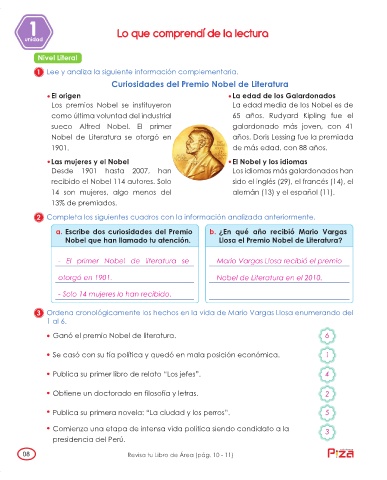 1
unidad
Lo que comprendí de la lectura
Nivel Literal
1 Lee y analiza la siguiente información complementaria.
Curiosidades del Premio Nobel de Literatura
• El origen
Los premios Nobel se instituyeron
como última voluntad del industrial
sueco Alfred Nobel. El primer
Nobel de Literatura se otorgó en
1901.
• Las mujeres y el Nobel
Desde 1901 hasta 2007, han
recibido el Nobel 114 autores. Solo
14 son mujeres, algo menos del
13% de premiados.
• La edad de los Galardonados
La edad media de los Nobel es de
65 años. Rudyard Kipling fue el
galardonado más joven, con 41
años. Doris Lessing fue la premiada
de más edad, con 88 años.
• El Nobel y los idiomas
Los idiomas más galardonados han
sido el inglés (29), el francés (14), el
alemán (13) y el español (11).
2 Completa los siguientes cuadros con la información analizada anteriormente.
a. Escribe dos curiosidades del Premio
Nobel que han llamado tu atención.
- El primer Nobel de literatura se
otorgó en 1901.
- Solo 14 mujeres lo han recibido.
b. ¿En qué año recibió Mario Vargas
Llosa el Premio Nobel de Literatura?
Mario Vargas Llosa recibió el premio
Nobel de Literatura en el 2010.
3 Ordena cronológicamente los hechos en la vida de Mario Vargas Llosa enumerando del
1 al 6.
• Ganó el premio Nobel de literatura. 6
• Se casó con su tía política y quedó en mala posición económica. 1
• Publica su primer libro de relato “Los jefes”. 4
• Obtiene un doctorado en filosofía y letras. 2
• Publica su primera novela: “La ciudad y los perros”. 5
• Comienza una etapa de intensa vida política siendo candidato a la 3
presidencia del Perú.
08
Revisa tu Libro de Área (pág. 10 - 11)